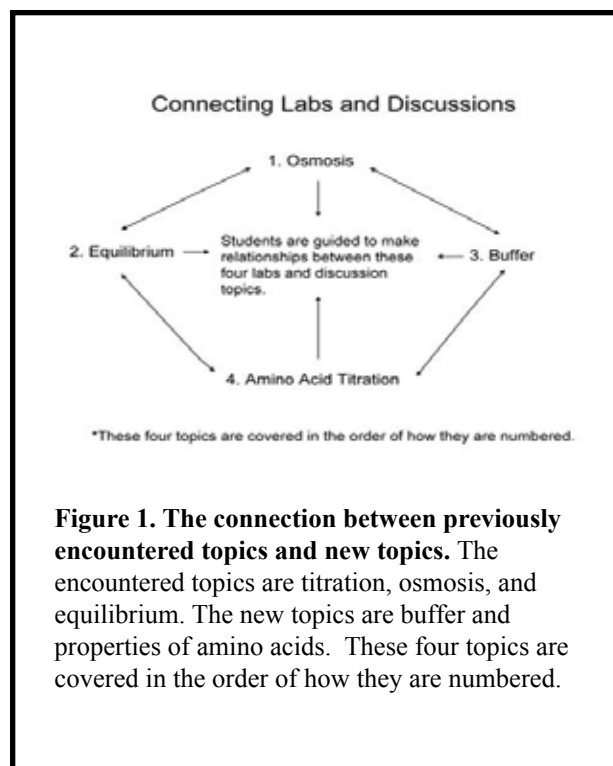 Connecting Labs and Discussions
1. Osmosis
2. Equilibrium
Students are guided to make
relationships between these
four labs and discussion
topics.
3. Buffer
4. Amino Acid Titration
*These four topics are covered in the order of how they are numbered.
Figure 1. The connection between previously
encountered topics and new topics. The
encountered topics are titration, osmosis, and
equilibrium. The new topics are buffer and
properties of amino acids. These four topics are
covered in the order of how they are numbered.